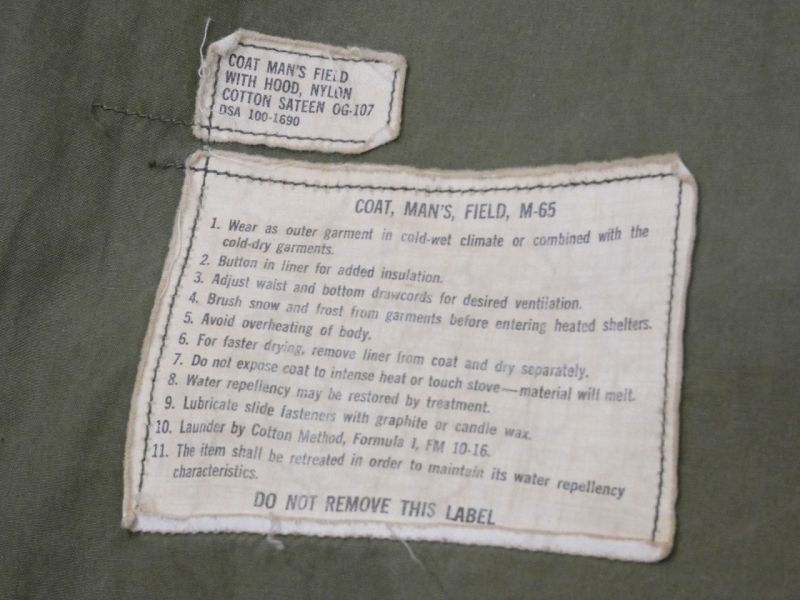 COAT MAN'S FIELD
WITH HOOD, NYLON
COTTON SATEEN OG-107
DSA 100-1690
COAT, MAN'S, FIELD, M-65
1. Wear as outer garment in cold-wet climate or combined with the
cold-dry garments.
2. Button in liner for added insulation.
3. Adjust waist and bottom drawcords for desired ventilation.
4. Brush snow and frost from garments before entering heated shelters.
5. Avoid overheating of body.
6. For faster drying, remove liner from coat and dry separately.
7. Do not expose coat to intense heat or touch stove—material will melt.
8. Water repellency may be restored by treatment.
9. Lubricate slide fasteners with graphite or candle wax.
10. Launder by Cotton Method, Formula I, FM 10-16.
11. The item shall be retreated in order to maintain its water repellency
characteristics.
DO NOT REMOVE THIS LABEL